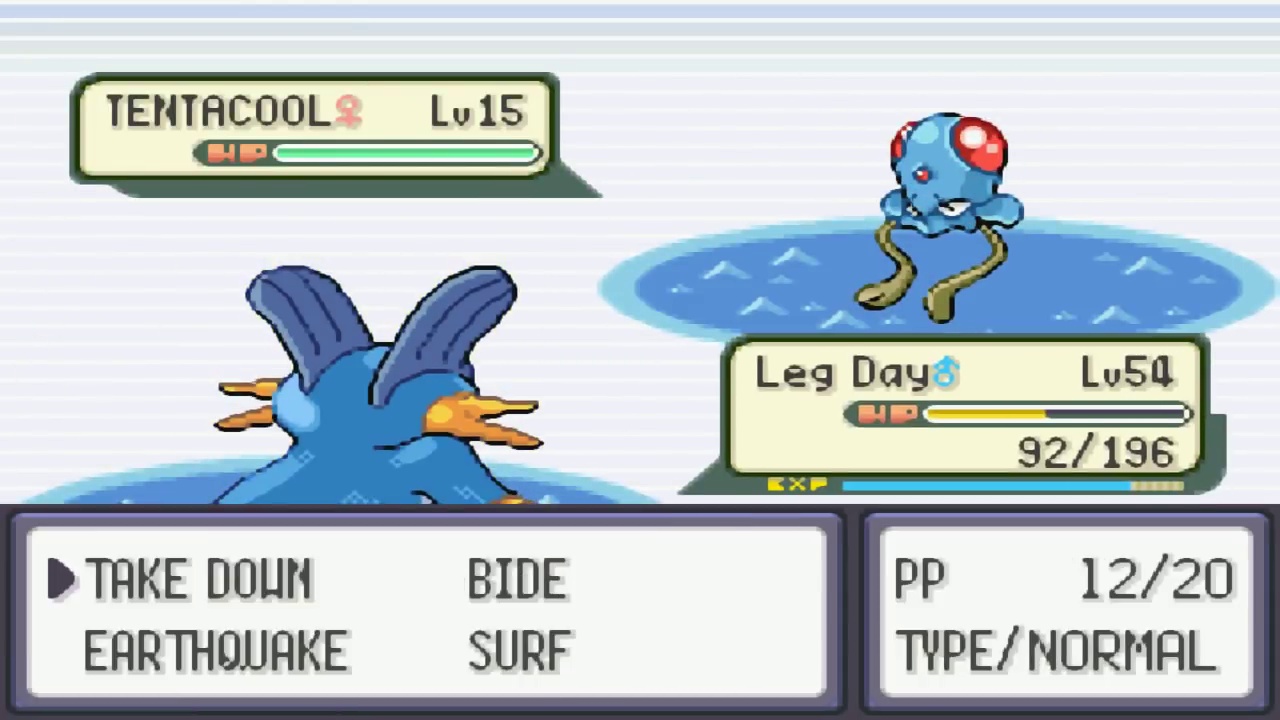 TENTACOOL♀ Lv15
HP
Leg Day♂ Lv54
HP
92/196
EXP
TAKE DOWN BIDE
EARTHQUAKE SURF
PP 12/20
TYPE/NORMAL